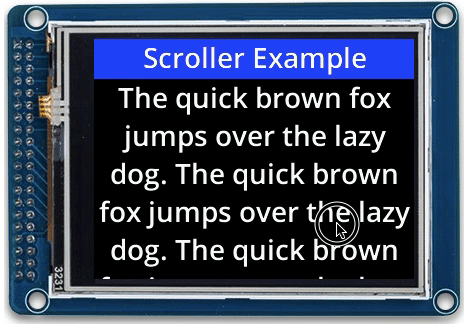 Scroller Example
The quick brown fox
jumps over the lazy
dog. The quick brown
fox jumps over the lazy
dog. The quick brown
3231